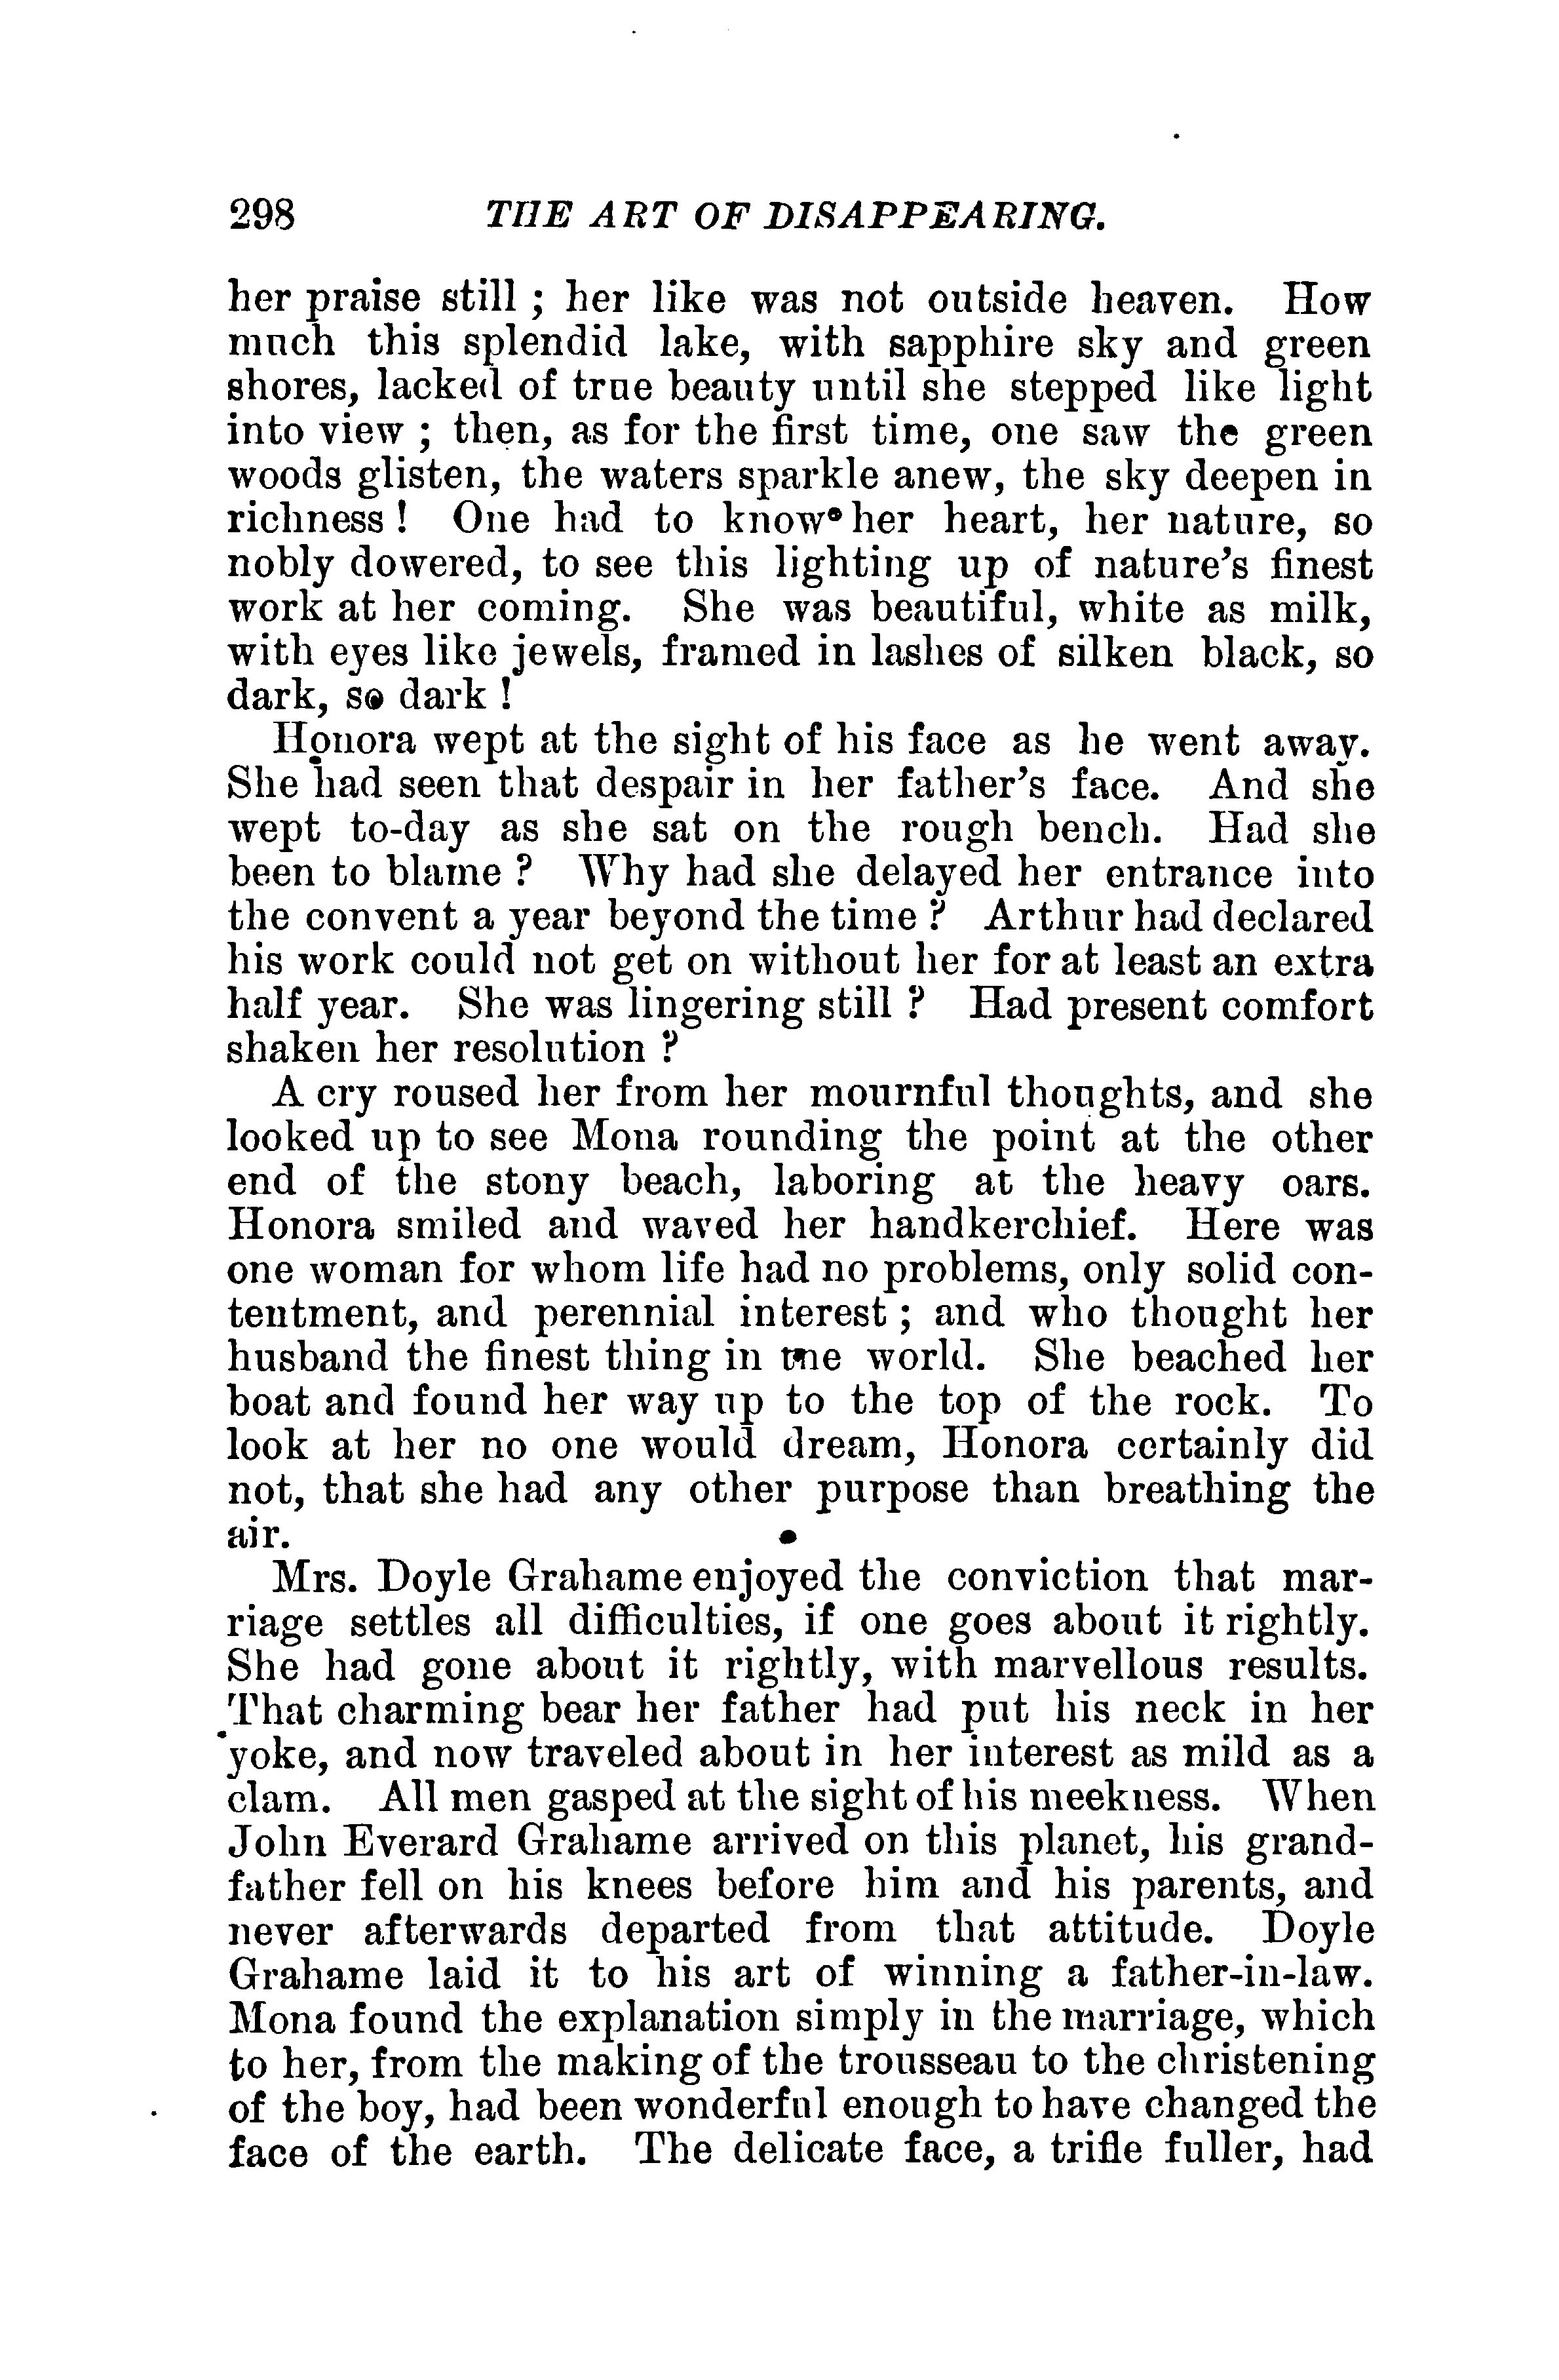 298 THE ART OF DISAPPEARING.
her praise still ; her like was not outside heaven. How
much this splendid lake, with sapphire sky and green
shores, lacked of true beauty until she stepped like light
into view ; then, as for the first time, one saw the green
woods glisten, the waters sparkle anew, the sky deepen in
richness ! One had to know her heart, her nature, so
nobly dowered, to see this lighting up of nature's finest
work at her coming. She was beautiful, white as milk,
with eyes like jewels, framed in lashes of silken black, so
dark, so dark !
Honora wept at the sight of his face as he went away.
She had seen that despair in her father's face. And she
wept to-day as she sat on the rough bench. Had she
been to blame ? Why had she delayed her entrance into
the convent a year beyond the time ? Arthur had declared
his work could not get on without her for at least an extra
half year. She was lingering still ? Had present comfort
shaken her resolution ?
A cry roused her from her mournful thoughts, and she
looked up to see Mona rounding the point at the other
end of the stony beach, laboring at the heavy oars.
Honora smiled and waved her handkerchief. Here was
one woman for whom life had no problems, only solid con-
tentment, and perennial interest ; and who thought her
husband the finest thing in the world. She beached her
boat and found her way up to the top of the rock. To
look at her no one would dream, Honora certainly did
not, that she had any other purpose than breathing the
air.
Mrs. Doyle Grahame enjoyed the conviction that mar-
riage settles all difficulties, if one goes about it rightly.
She had gone about it rightly, with marvellous results.
That charming bear her father had put his neck in her
yoke, and now traveled about in her interest as mild as a
clam. All men gasped at the sight of his meekness. When
John Everard Grahame arrived on this planet, his grand-
father fell on his knees before him and his parents, and
never afterwards departed from that attitude. Doyle
Grahame laid it to his art of winning a father-in-law.
Mona found the explanation simply in the marriage, which
to her, from the making of the trousseau to the christening
of the boy, had been wonderful enough to have changed the
face of the earth. The delicate face, a trifle fuller, had